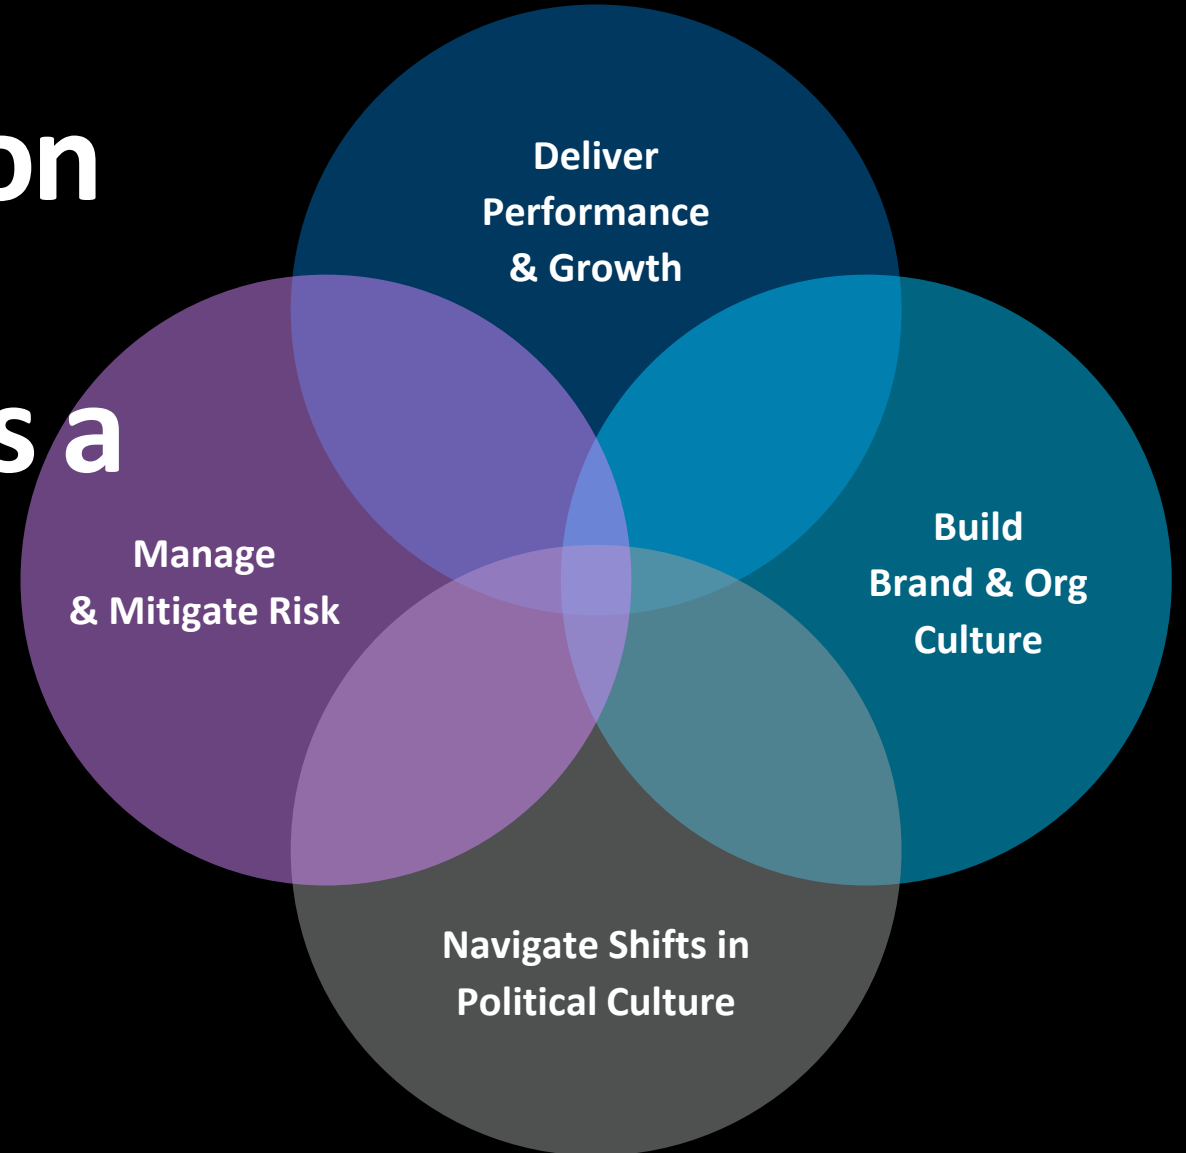 on
s a
Deliver
Performance
& Growth
Manage
& Mitigate Risk
Build
Brand & Org
Culture
Navigate Shifts in
Political Culture